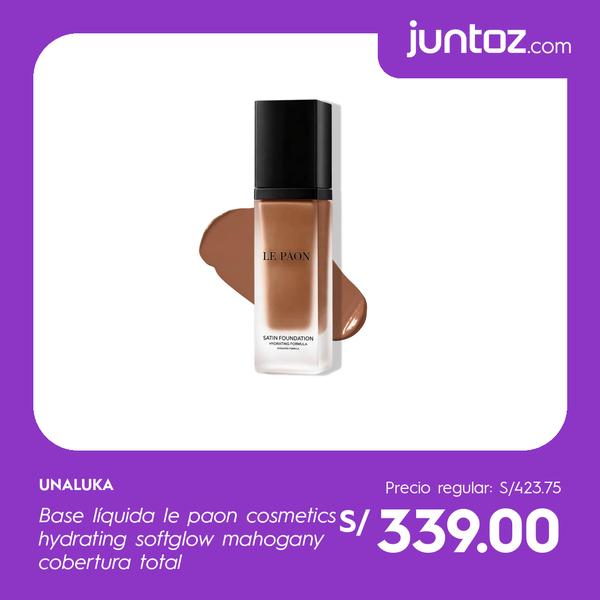 juntoz.com
LE PAON
SATIN FOUNDATION
HYDRATING FORMULA
UNALUKA
Precio regular: S/423.75
Base líquida le paon cosmetics
hydrating softglow mahogany
cobertura total
S/ 339.00